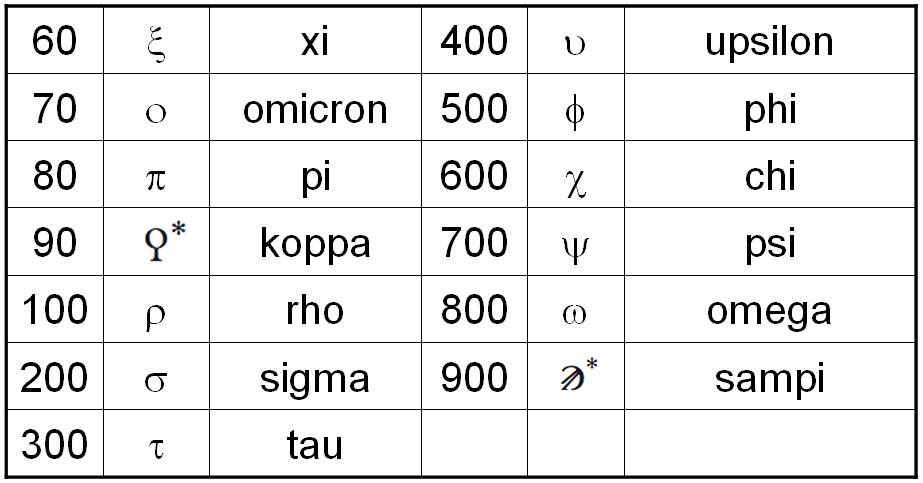 60 ξ xi 400 υ upsilon
70 ο omicron 500 ϕ phi
80 π pi 600 χ chi
90 ϙ* koppa 700 ψ psi
100 ρ rho 800 ω omega
200 σ sigma 900 ϡ* sampi
300 τ tau